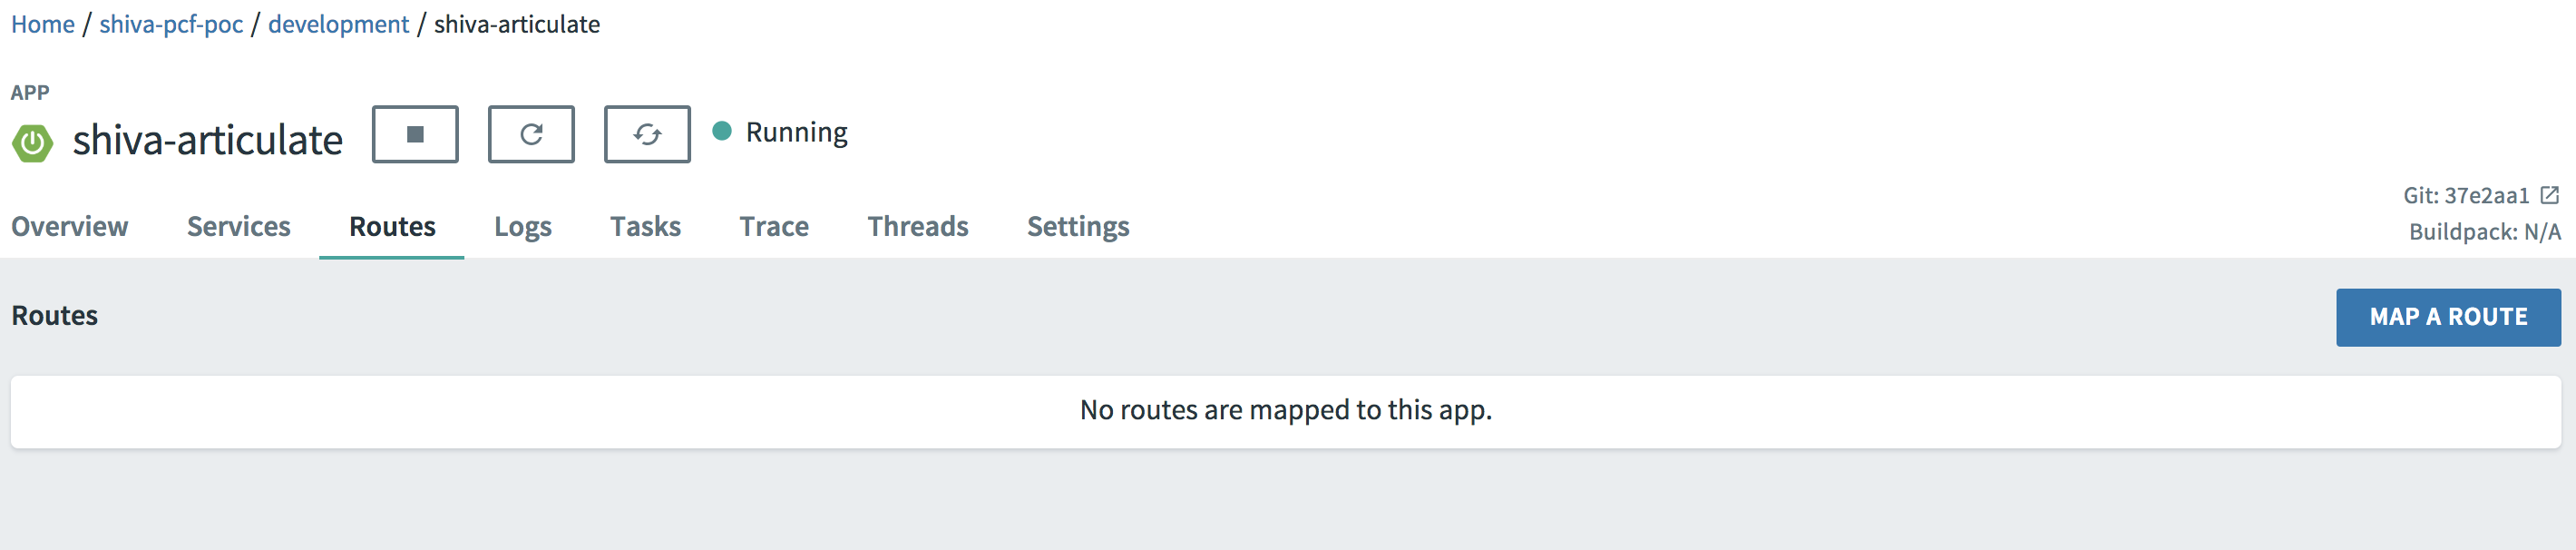 Home / shiva-pcf-poc / development / shiva-articulate
APP
shiva-articulate
Running
Git: 37e2aa1
Buildpack: N/A
Overview Services Routes Logs Tasks Trace Threads Settings
Routes
MAP A ROUTE
No routes are mapped to this app.